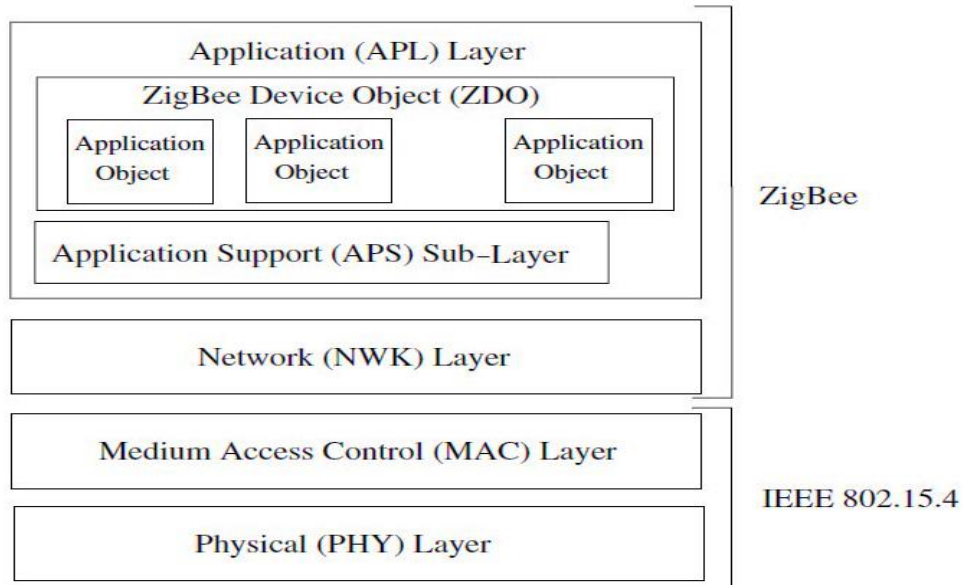 Application (APL) Layer
ZigBee Device Object (ZDO)
Application
Object
Application
Object
Application
Object
Application Support (APS) Sub-Layer
ZigBee
Network (NWK) Layer
Medium Access Control (MAC) Layer
IEEE 802.15.4
Physical (PHY) Layer